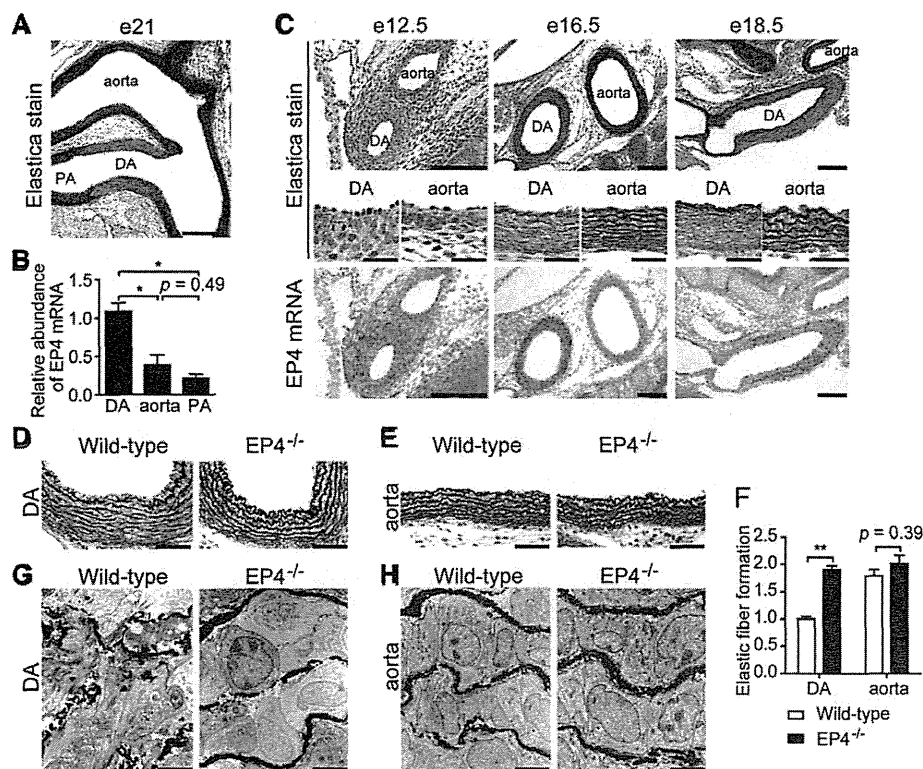 A
e21
Elastica stain
aorta
DA
PA
B
Relative abundance
of EP4 mRNA
1.5
1.0
0.5
0.0
*
*
p = 0.49
DA aorta PA
C
e12.5 e16.5 e18.5
Elastica stain
aorta
DA
aorta
DA
aorta
DA
DA aorta DA aorta DA aorta
EP4 mRNA
D
Wild-type EP4-/-
DA
E
Wild-type EP4-/-
aorta
F
Elastic fiber formation
2.5
2.0
1.5
1.0
0.5
0.0
**
p = 0.39
DA aorta
Wild-type
EP4-/-
G
Wild-type EP4-/-
DA
H
Wild-type EP4-/-
aorta